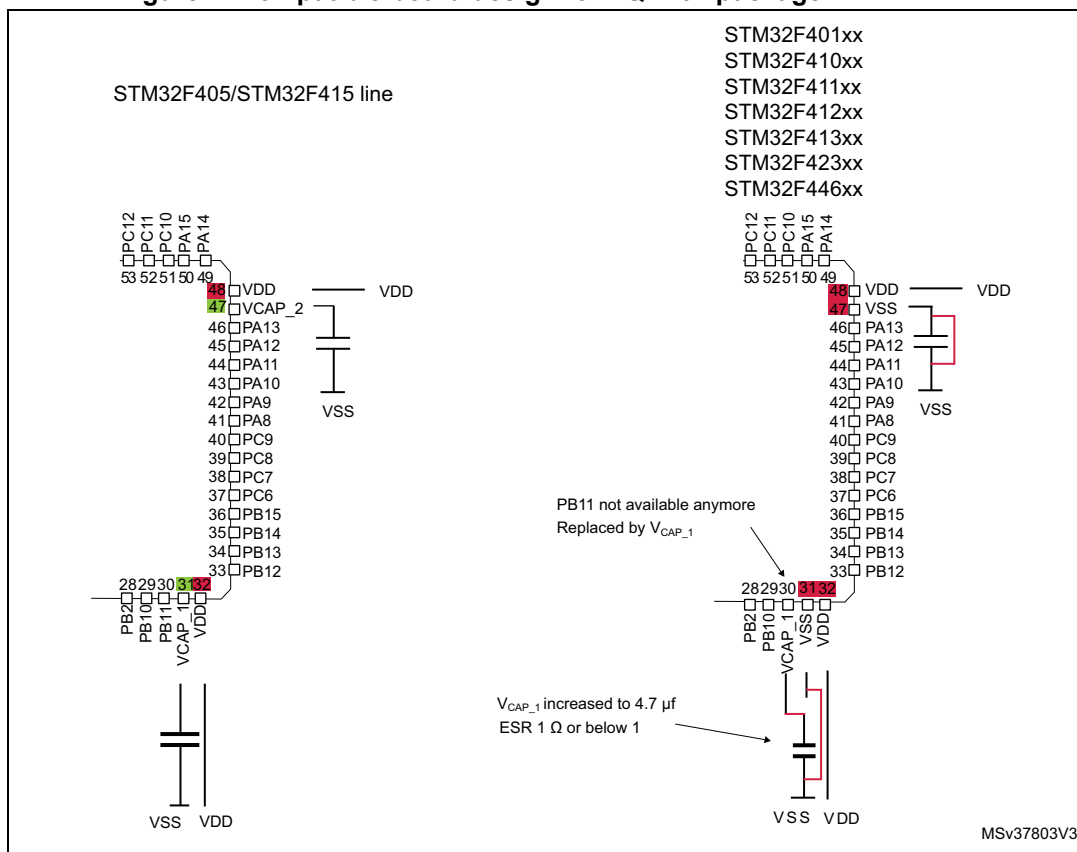 STM32F405/STM32F415 line
PC12
PC11
PC10
PA15
PA14
53 52 51 50 49
48 VDD VDD
47 VCAP_2
46 PA13
45 PA12
44 PA11
43 PA10
42 PA9
41 PA8
40 PC9
39 PC8
38 PC7
37 PC6
36 PB15
35 PB14
34 PB13
33 PB12
VSS
28 29 30 31 32
PB2
PB10
PB11
VCAP_1
VDD
VSS VDD
STM32F401xx
STM32F410xx
STM32F411xx
STM32F412xx
STM32F413xx
STM32F423xx
STM32F446xx
PC12
PC11
PC10
PA15
PA14
53 52 51 50 49
48 VDD VDD
47 VSS
46 PA13
45 PA12
44 PA11
43 PA10
42 PA9
41 PA8
40 PC9
39 PC8
38 PC7
37 PC6
36 PB15
35 PB14
34 PB13
33 PB12
VSS
PB11 not available anymore
Replaced by VCAP_1
28 29 30 31 32
PB2
PB10
VCAP_1
VSS
VDD
VCAP_1 increased to 4.7 µf
ESR 1 Ω or below 1
VSS VDD
MSv37803V3